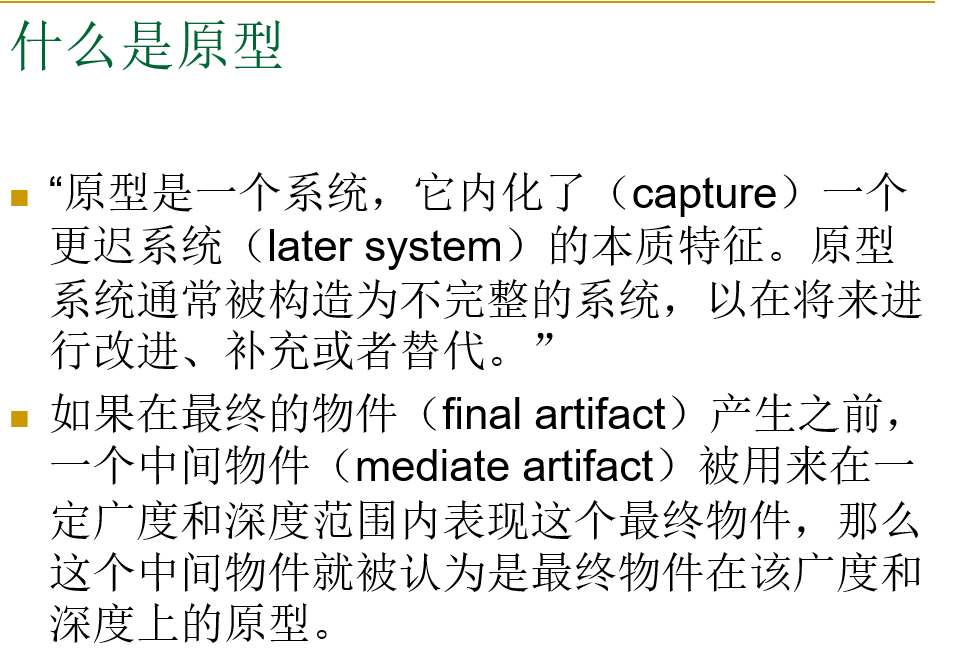 什么是原型
“原型是一个系统，它内化了（capture）一个
更迟系统（later system）的本质特征。原型
系统通常被构造为不完整的系统，以在将来进
行改进、补充或者替代。”
如果在最终的物件（final artifact）产生之前，
一个中间物件（mediate artifact）被用来在一
定广度和深度范围内表现这个最终物件，那么
这个中间物件就被认为是最终物件在该广度和
深度上的原型。